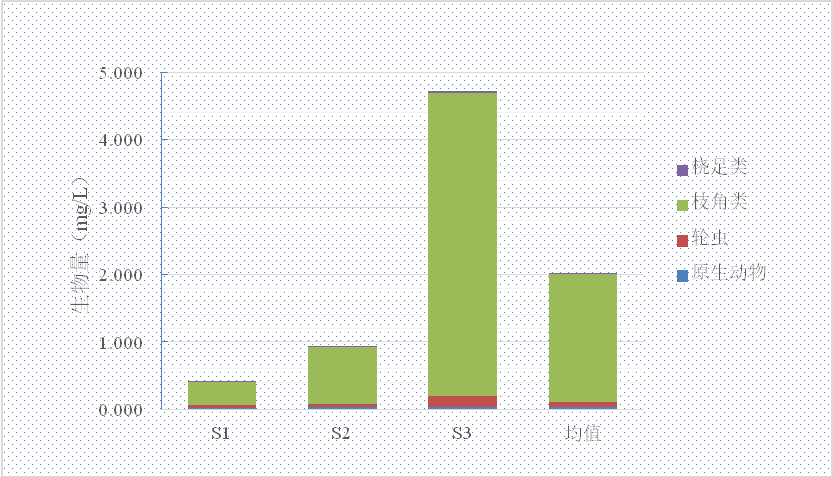 5.000
4.000
3.000
2.000
1.000
0.000
生物量（mg/L）
S1
S2
S3
均值
桡足类
枝角类
轮虫
原生动物